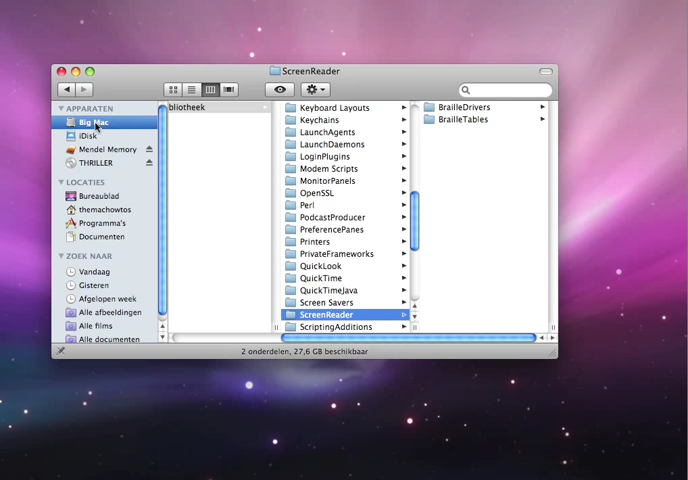 ScreenReader
APPARATEN
Big Mac
iDisk
Mendel Memory
THRILLER
LOCATIES
Bureaublad
themachowtos
Programma's
Documenten
ZOEK NAAR
Vandaag
Gisteren
Afgelopen week
Alle afbeeldingen
Alle films
Alle documenten
bliotheek
Keyboard Layouts
Keychains
LaunchAgents
LaunchDaemons
LoginPlugins
Modem Scripts
MonitorPanels
OpenSSL
Perl
PodcastProducer
PreferencePanes
Printers
PrivateFrameworks
QuickLook
QuickTime
QuickTimeJava
Screen Savers
ScreenReader
ScriptingAdditions
BrailleDrivers
BrailleTables
2 onderdelen, 27,6 GB beschikbaar